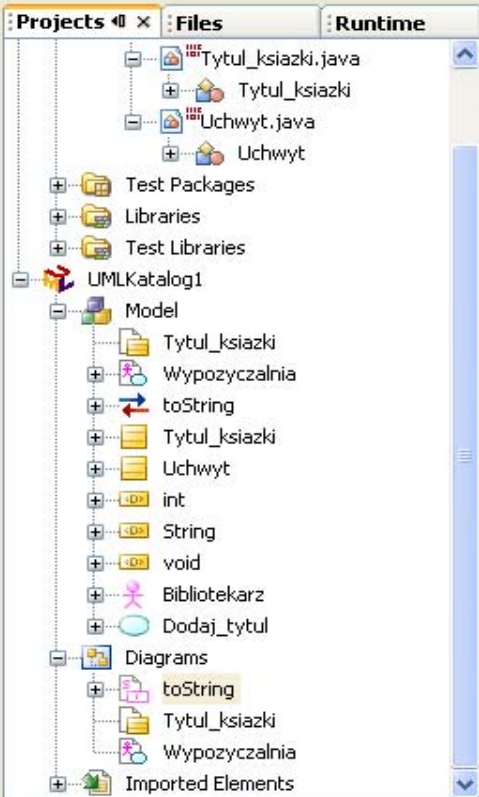 Projects Files Runtime
Tytul_ksiazki.java
Tytul_ksiazki
Uchwyt.java
Uchwyt
Test Packages
Libraries
Test Libraries
UMLKatalog1
Model
Tytul_ksiazki
Wypozyczalnia
toString
Tytul_ksiazki
Uchwyt
int
String
void
Bibliotekarz
Dodaj_tytul
Diagrams
toString
Tytul_ksiazki
Wypozyczalnia
Imported Elements